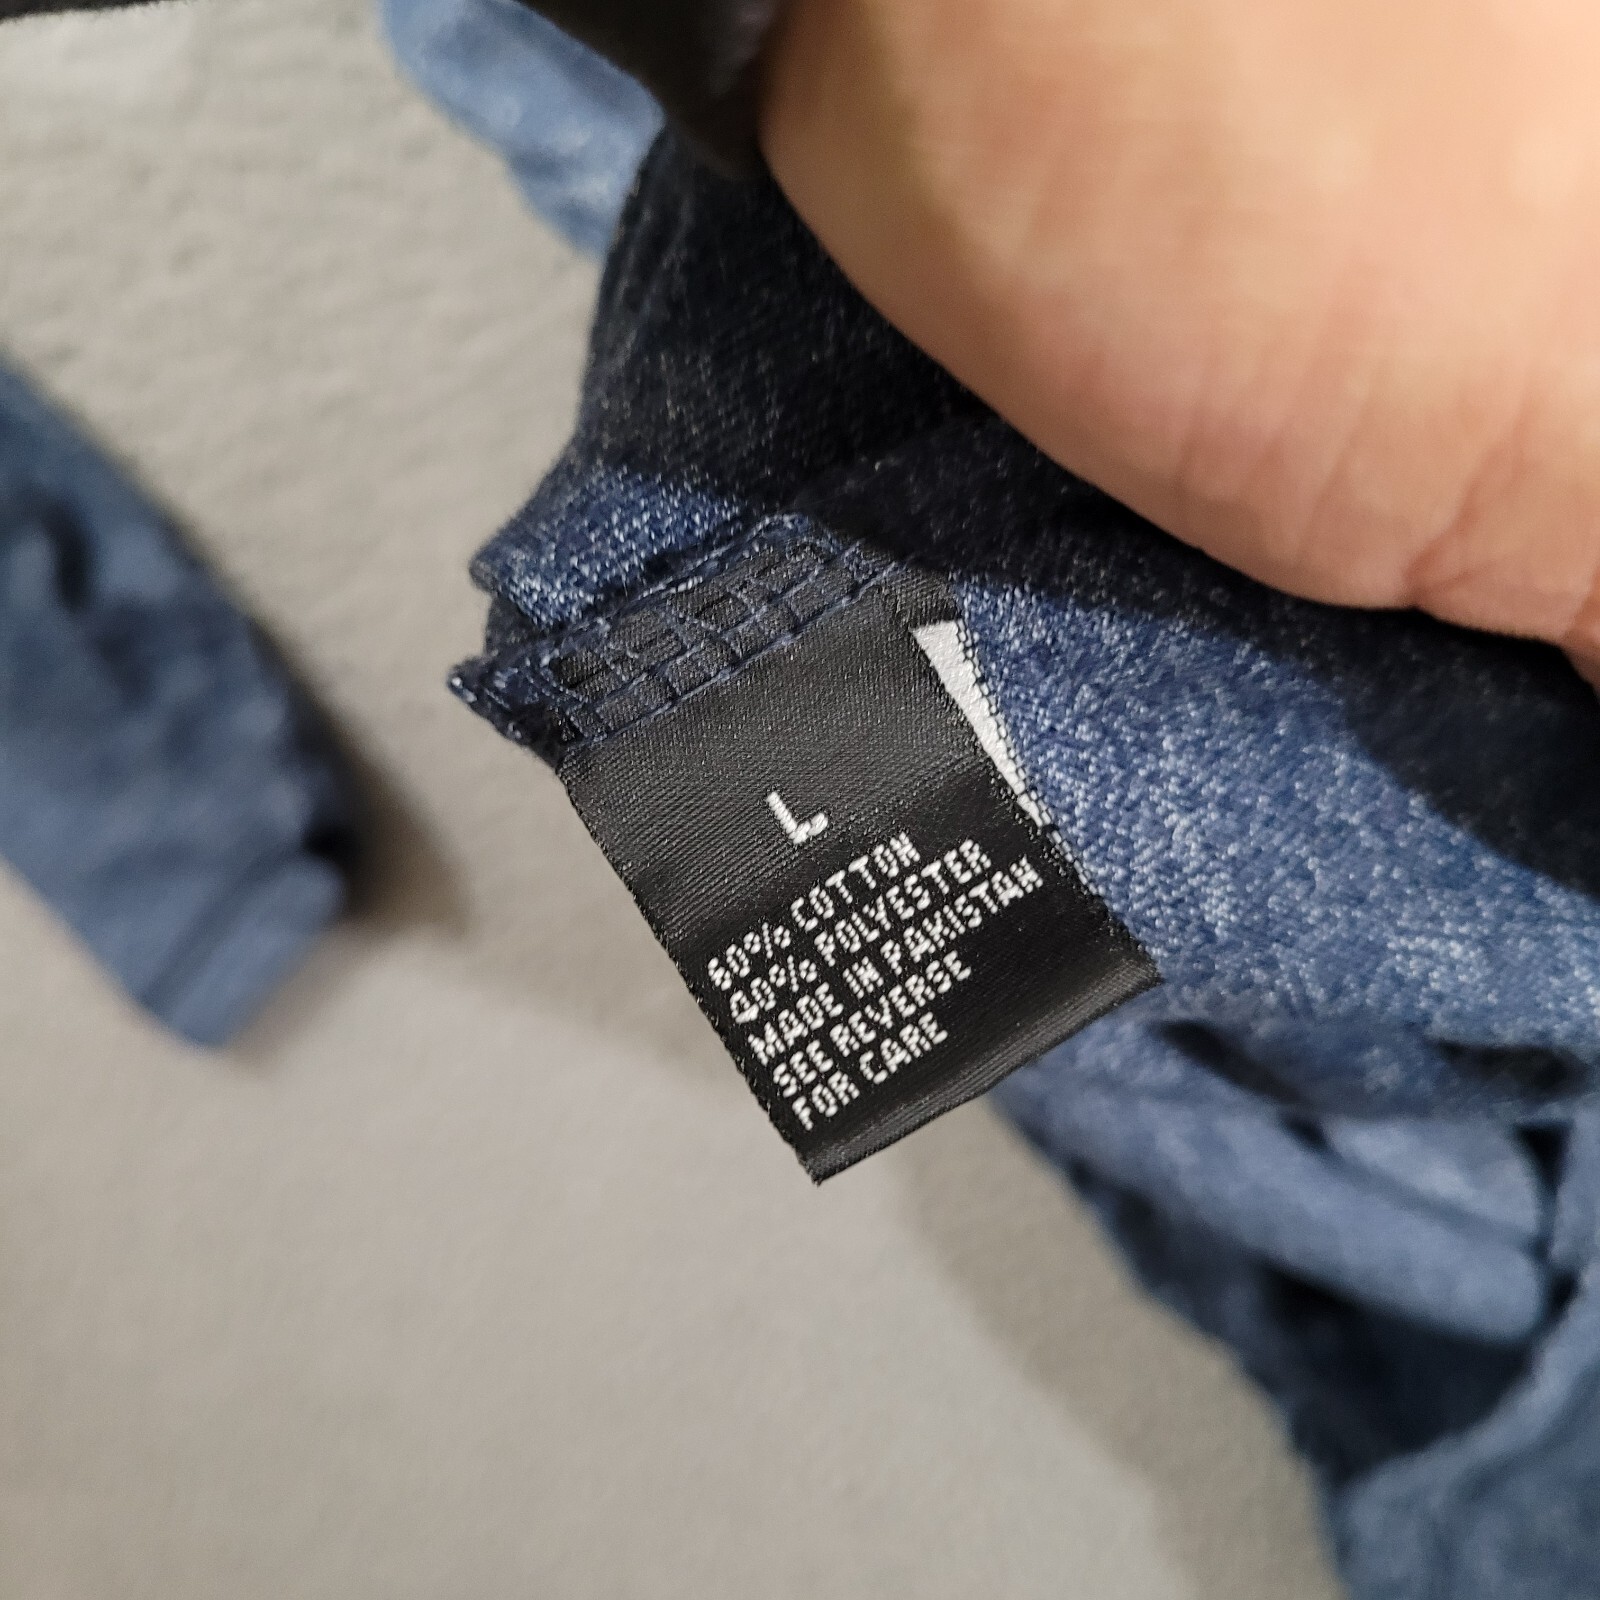 L
60% COTTON
40% POLYESTER
MADE IN PAKISTAN
SEE REVERSE
FOR CARE